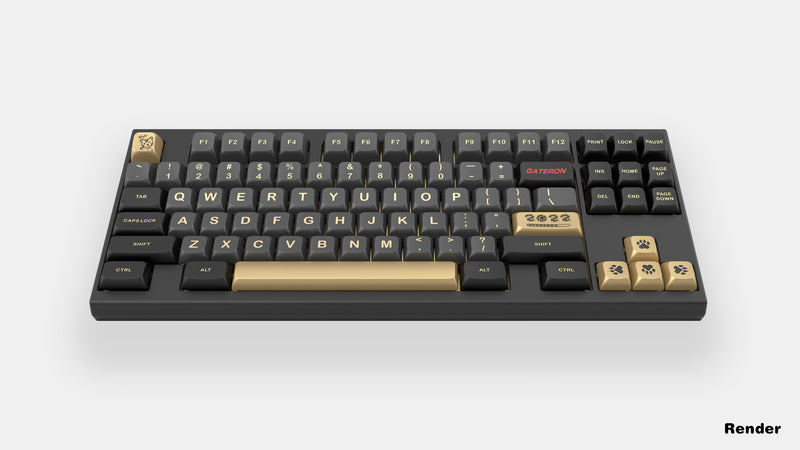 F1 F2 F3 F4 F5 F6 F7 F8 F9 F10 F11 F12 PRINT LOCK PAUSE
~ ! @ # $ % ^ & * ( ) — +
1 2 3 4 5 6 7 8 9 0 - = GATERON INS HOME PAGE UP
TAB Q W E R T Y U I O P { [ } ] | \ DEL END PAGE DOWN
CAPS LOCK A S D F G H J K L : ; " ' 2022
SHIFT Z X C V B N M < , > . ? / SHIFT
CTRL ALT ALT CTRL
Render